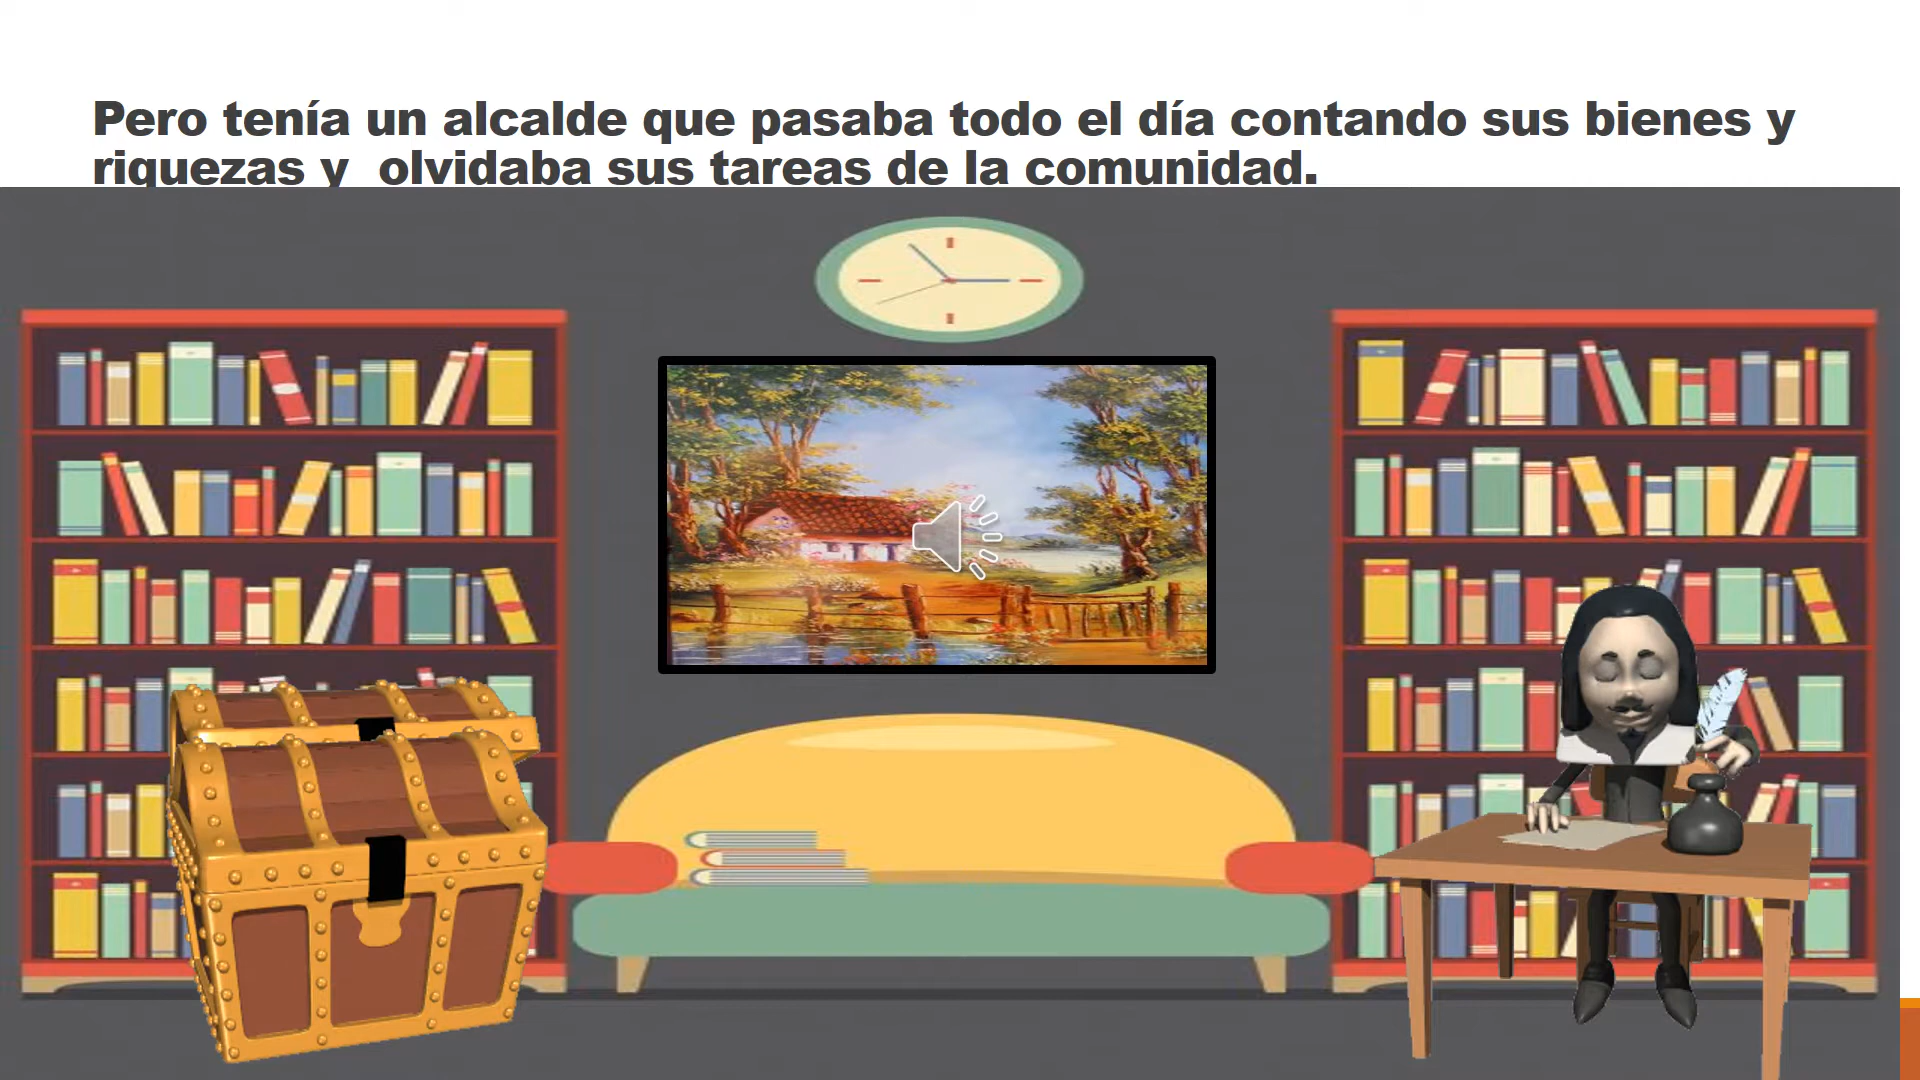 Pero tenía un alcalde que pasaba todo el día contando sus bienes y
riquezas y  olvidaba sus tareas de la comunidad.